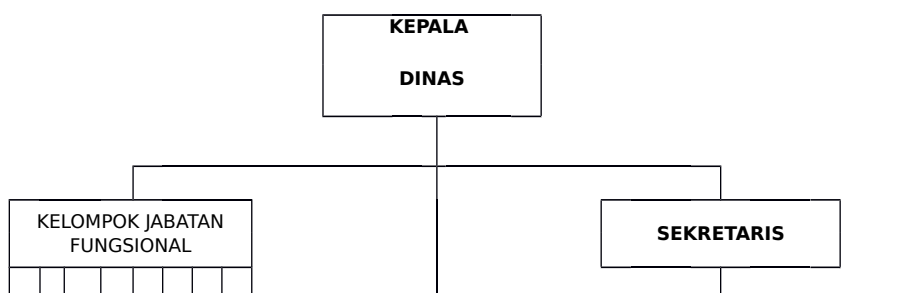 KEPALA
DINAS
KELOMPOK JABATAN
FUNGSIONAL
SEKRETARIS